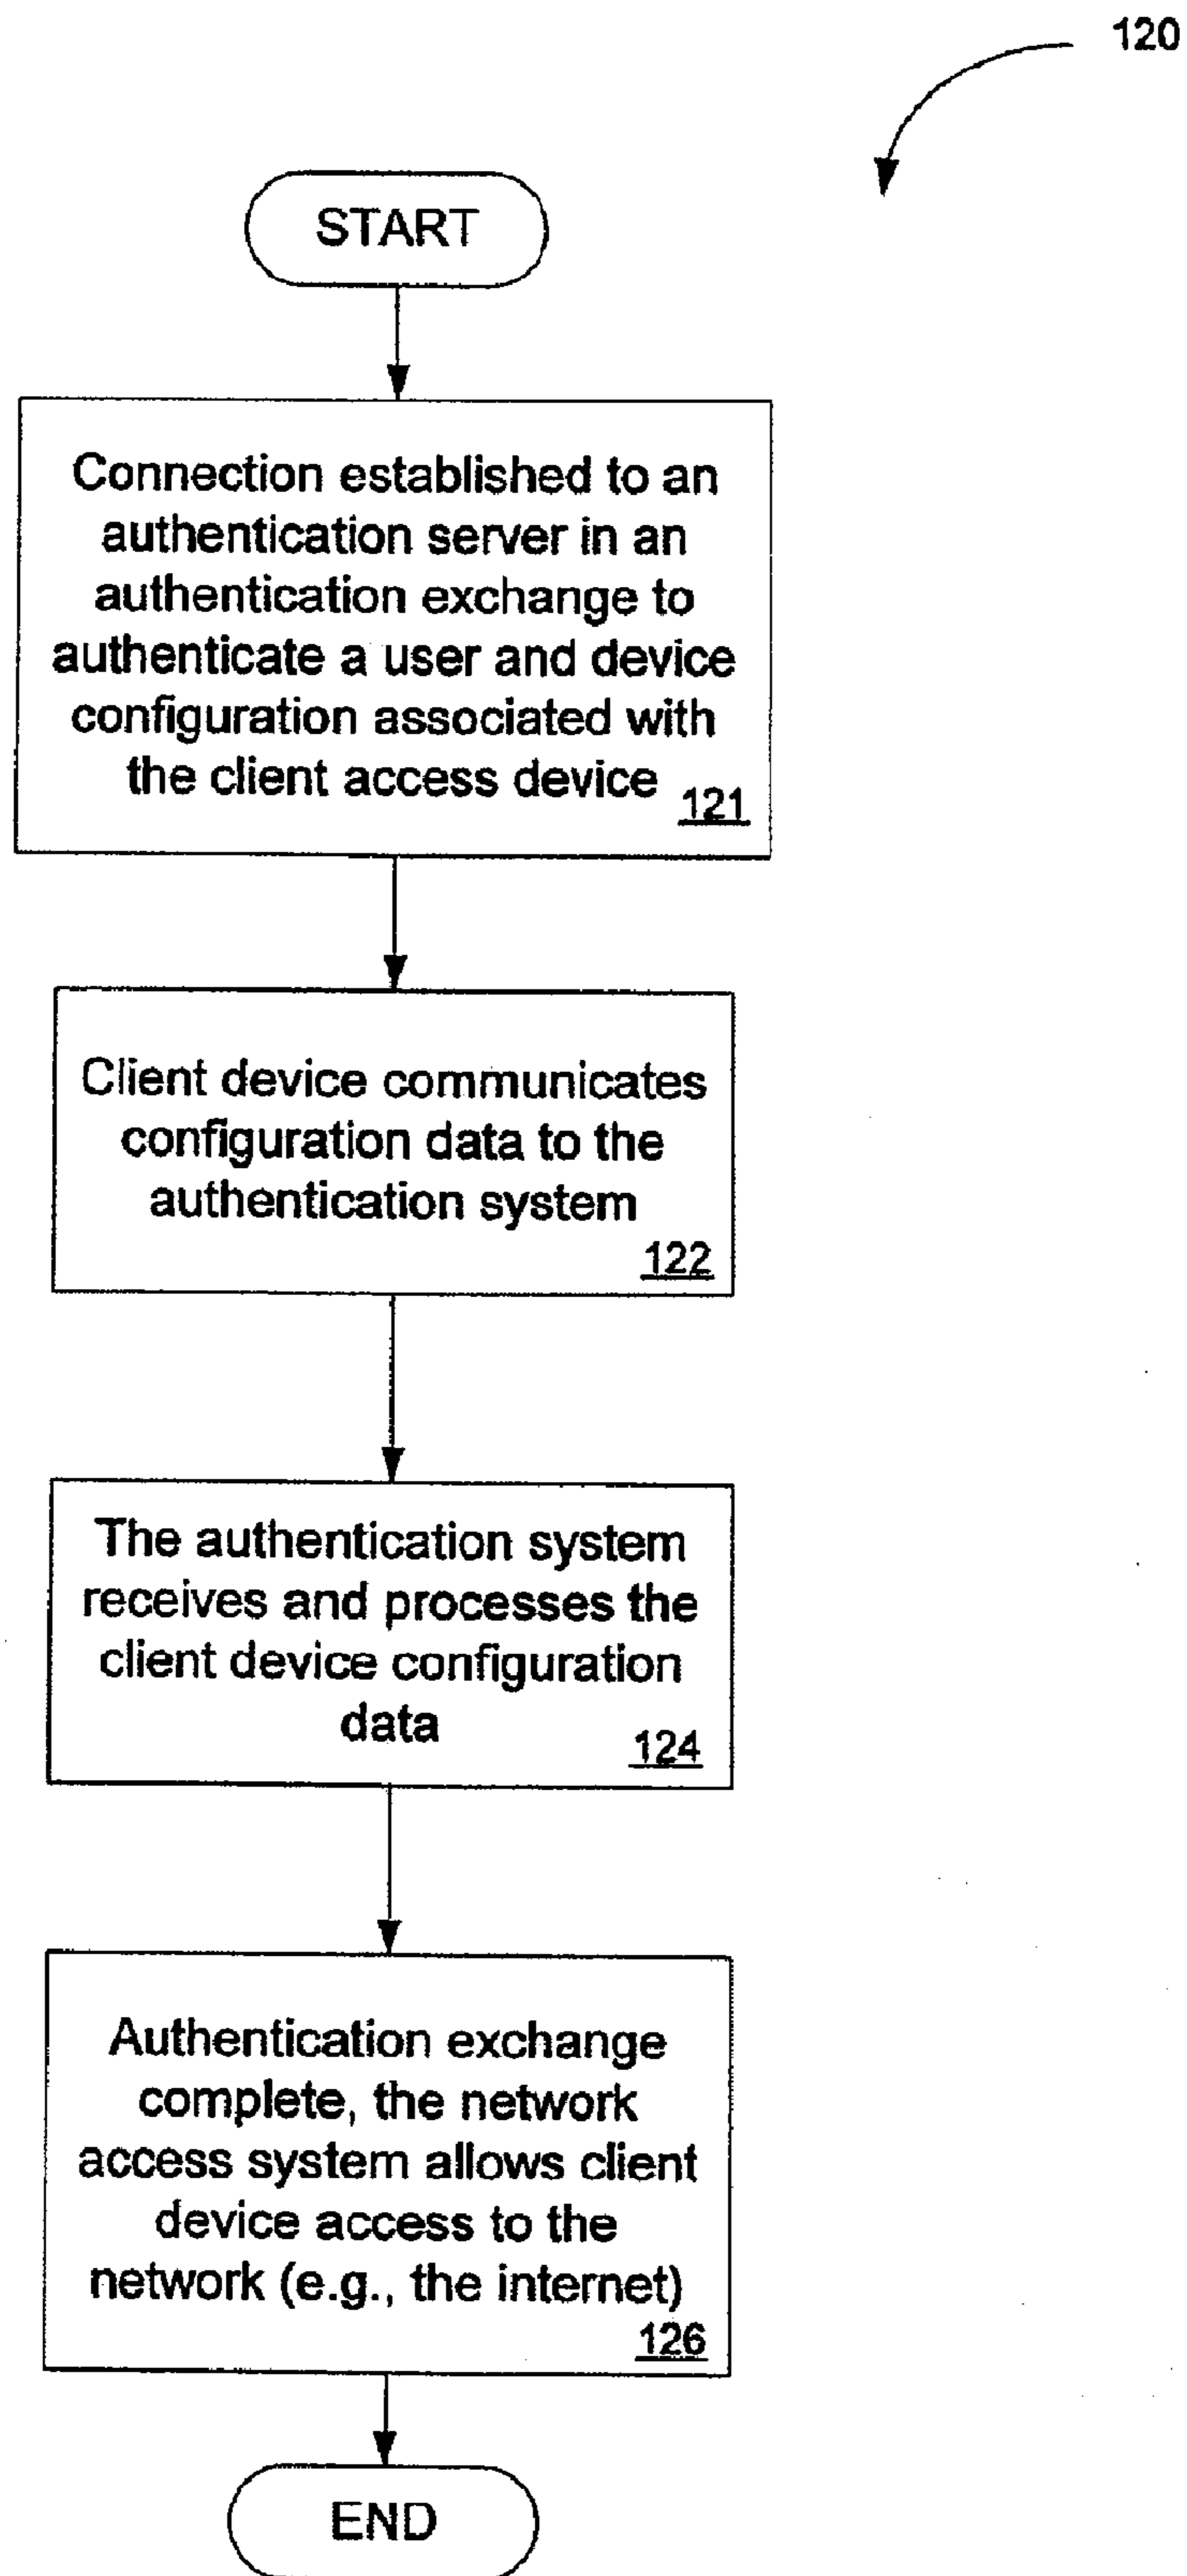 120
START
Connection established to an
authentication server in an
authentication exchange to
authenticate a user and device
configuration associated with
the client access device
121
Client device communicates
configuration data to the
authentication system
122
The authentication system
receives and processes the
client device configuration
data
124
Authentication exchange
complete, the network
access system allows client
device access to the
network (e.g., the internet)
126
END